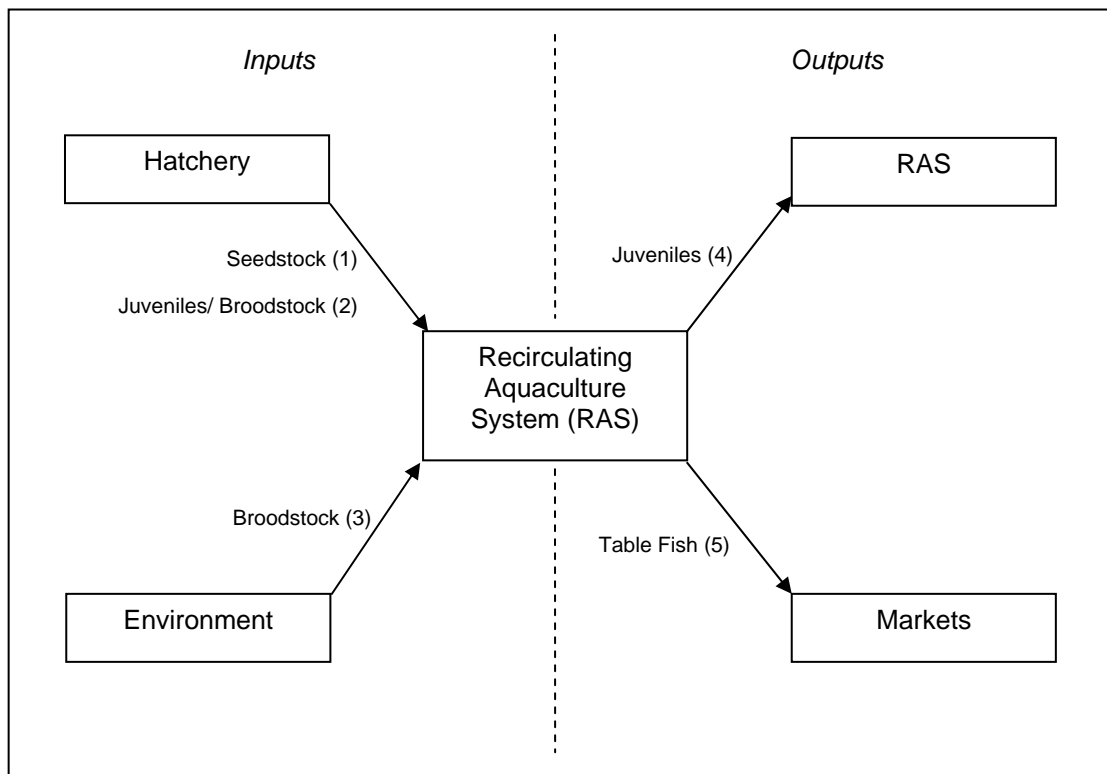 Inputs
Outputs
Hatchery
RAS
Seedstock (1)
Juveniles (4)
Juveniles/ Broodstock (2)
Recirculating
Aquaculture
System (RAS)
Broodstock (3)
Table Fish (5)
Environment
Markets